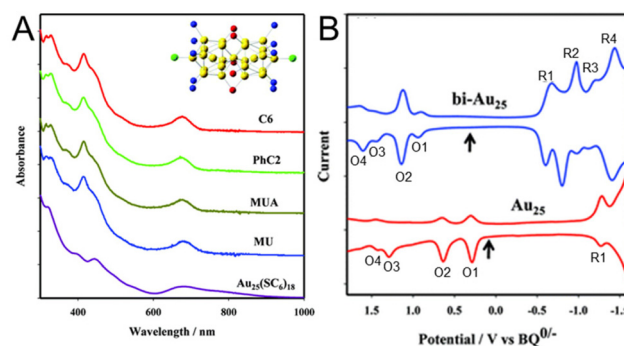 A
C6
PhC2
MUA
MU
Au25(SC6)18
Absorbance
400
600
800
1000
Wavelength / nm
B
R4
R2
R1
R3
bi-Au25
O4
O3
O2
O1
Au25
O4
O3
O2
O1
R1
Current
1.5
1.0
0.5
0.0
-0.5
-1.0
-1.5
Potential / V vs BQ0/-